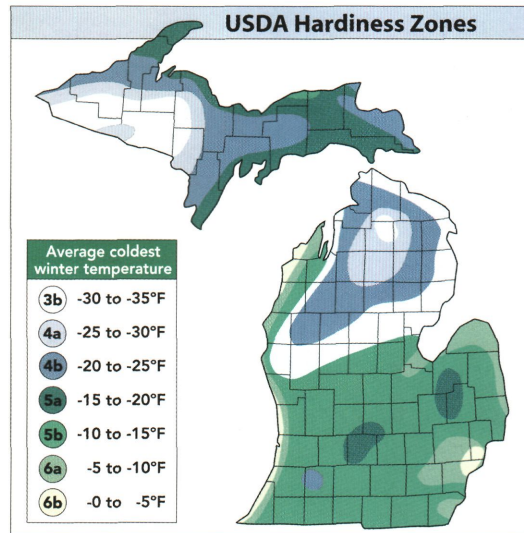 USDA Hardiness Zones
Average coldest
winter temperature
3b -30 to -35°F
4a -25 to -30°F
4b -20 to -25°F
5a -15 to -20°F
5b -10 to -15°F
6a -5 to -10°F
6b -0 to -5°F